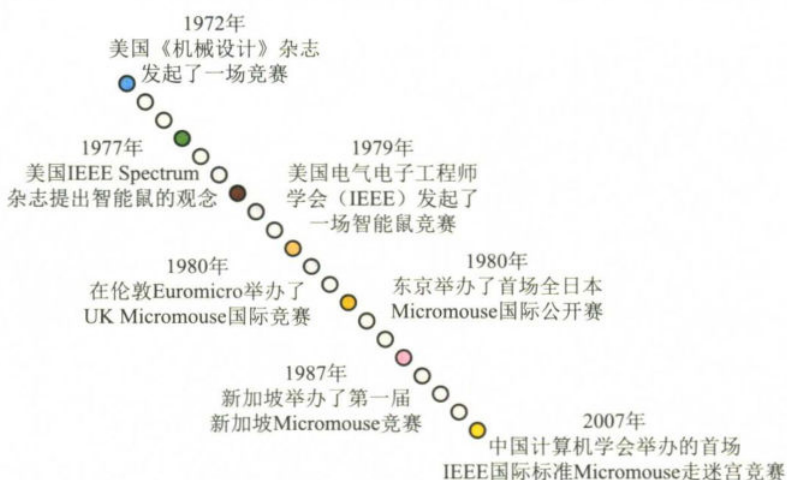 1972年
美国《机械设计》杂志
发起了一场竞赛
1977年
美国IEEE Spectrum
杂志提出智能鼠的观念
1979年
美国电气电子工程师
学会（IEEE）发起了
一场智能鼠竞赛
1980年
在伦敦Euromicro举办了
UK Micromouse国际竞赛
1980年
东京举办了首场全日本
Micromouse国际公开赛
1987年
新加坡举办了第一届
新加坡Micromouse竞赛
2007年
中国计算机学会举办的首场
IEEE国际标准Micromouse走迷宫竞赛